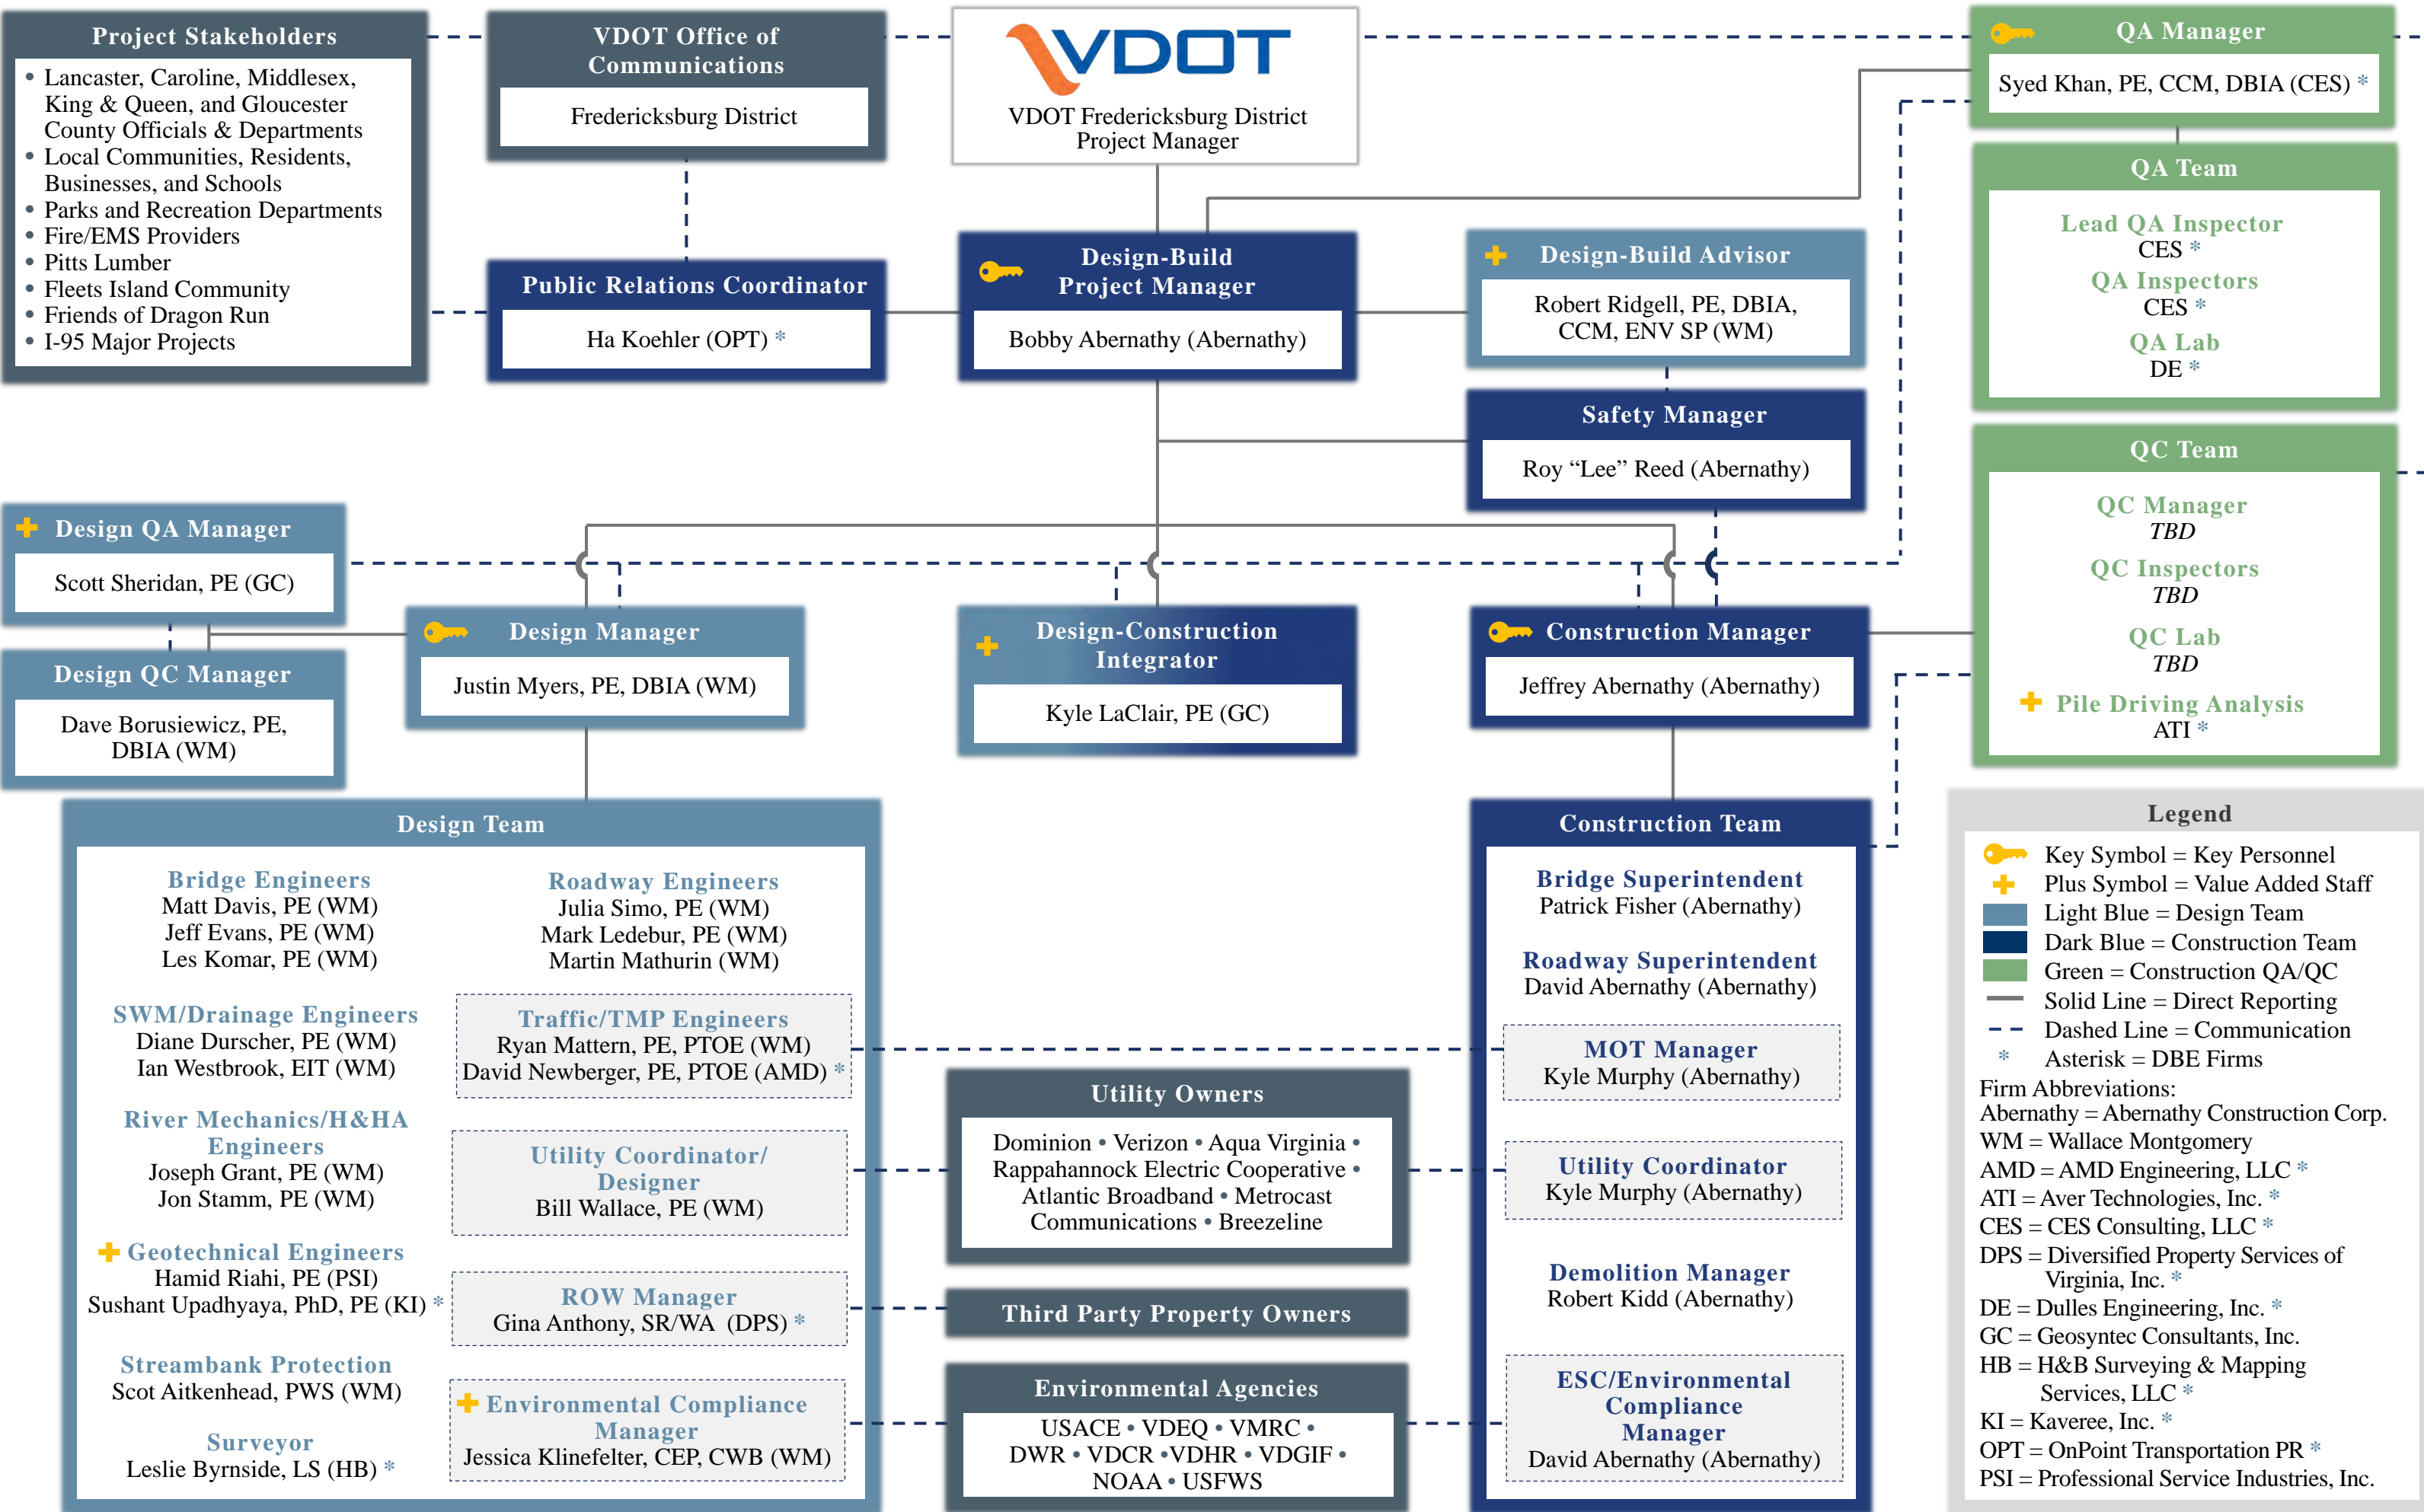 Project Stakeholders
• Lancaster, Caroline, Middlesex,
King & Queen, and Gloucester
County Officials & Departments
• Local Communities, Residents,
Businesses, and Schools
• Parks and Recreation Departments
• Fire/EMS Providers
• Pitts Lumber
• Fleets Island Community
• Friends of Dragon Run
• I-95 Major Projects
VDOT Office of
Communications
Fredericksburg District
VDOT
VDOT Fredericksburg District
Project Manager
QA Manager
Syed Khan, PE, CCM, DBIA (CES) *
QA Team
Lead QA Inspector
CES *
QA Inspectors
CES *
QA Lab
DE *
Public Relations Coordinator
Ha Koehler (OPT) *
Design-Build
Project Manager
Bobby Abernathy (Abernathy)
Design-Build Advisor
Robert Ridgell, PE, DBIA,
CCM, ENV SP (WM)
Safety Manager
Roy “Lee” Reed (Abernathy)
QC Team
QC Manager
TBD
QC Inspectors
TBD
QC Lab
TBD
Pile Driving Analysis
ATI *
Design QA Manager
Scott Sheridan, PE (GC)
Design QC Manager
Dave Borusiewicz, PE,
DBIA (WM)
Design Manager
Justin Myers, PE, DBIA (WM)
Design-Construction
Integrator
Kyle LaClair, PE (GC)
Construction Manager
Jeffrey Abernathy (Abernathy)
Design Team
Bridge Engineers
Matt Davis, PE (WM)
Jeff Evans, PE (WM)
Les Komar, PE (WM)
SWM/Drainage Engineers
Diane Durscher, PE (WM)
Ian Westbrook, EIT (WM)
River Mechanics/H&HA
Engineers
Joseph Grant, PE (WM)
Jon Stamm, PE (WM)
Geotechnical Engineers
Hamid Riahi, PE (PSI)
Sushant Upadhyaya, PhD, PE (KI) *
Streambank Protection
Scot Aitkenhead, PWS (WM)
Surveyor
Leslie Byrnside, LS (HB) *
Roadway Engineers
Julia Simo, PE (WM)
Mark Ledebur, PE (WM)
Martin Mathurin (WM)
Traffic/TMP Engineers
Ryan Mattern, PE, PTOE (WM)
David Newberger, PE, PTOE (AMD) *
Utility Coordinator/
Designer
Bill Wallace, PE (WM)
ROW Manager
Gina Anthony, SR/WA (DPS) *
Environmental Compliance
Manager
Jessica Klinefelter, CEP, CWB (WM)
Utility Owners
Dominion • Verizon • Aqua Virginia •
Rappahannock Electric Cooperative •
Atlantic Broadband • Metrocast
Communications • Breezeline
Third Party Property Owners
Environmental Agencies
USACE • VDEQ • VMRC •
DWR • VDCR • VDHR • VDGIF •
NOAA • USFWS
Construction Team
Bridge Superintendent
Patrick Fisher (Abernathy)
Roadway Superintendent
David Abernathy (Abernathy)
MOT Manager
Kyle Murphy (Abernathy)
Utility Coordinator
Kyle Murphy (Abernathy)
Demolition Manager
Robert Kidd (Abernathy)
ESC/Environmental
Compliance
Manager
David Abernathy (Abernathy)
Legend
Key Symbol = Key Personnel
Plus Symbol = Value Added Staff
Light Blue = Design Team
Dark Blue = Construction Team
Green = Construction QA/QC
Solid Line = Direct Reporting
Dashed Line = Communication
* Asterisk = DBE Firms
Firm Abbreviations:
Abernathy = Abernathy Construction Corp.
WM = Wallace Montgomery
AMD = AMD Engineering, LLC *
ATI = Aver Technologies, Inc. *
CES = CES Consulting, LLC *
DPS = Diversified Property Services of
Virginia, Inc. *
DE = Dulles Engineering, Inc. *
GC = Geosyntec Consultants, Inc.
HB = H&B Surveying & Mapping
Services, LLC *
KI = Kaveree, Inc. *
OPT = OnPoint Transportation PR *
PSI = Professional Service Industries, Inc.